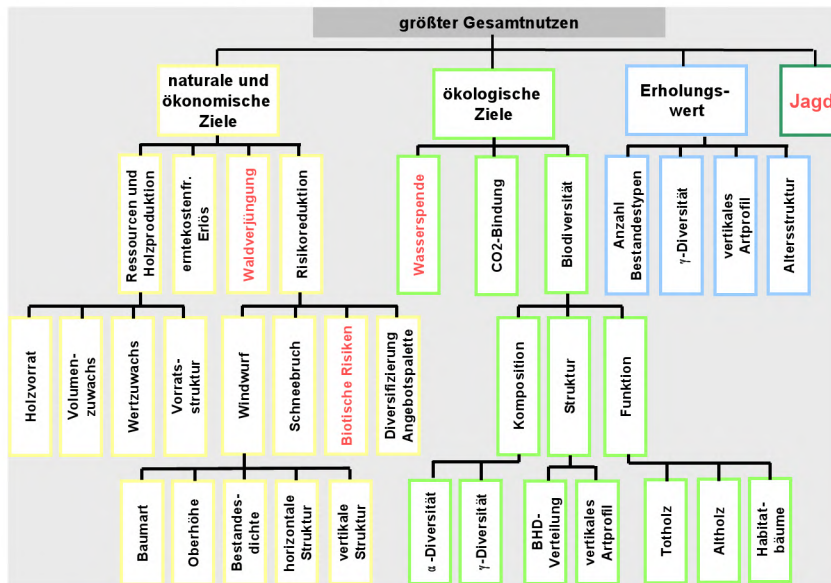 größter Gesamtnutzen
naturale und
ökonomische
Ziele
ökologische
Ziele
Erholungs-
wert
Jagd
Ressourcen und
Holzproduktion
erntekostenfr.
Erlös
Waldverjüngung
Risikoreduktion
Wasserspende
CO2-Bindung
Biodiversität
Anzahl
Bestandestypen
γ-Diversität
vertikales
Artprofil
Altersstruktur
Holzvorrat
Volumen-
zuwachs
Wertzuwachs
Vorrats-
struktur
Windwurf
Schneebruch
Biotische Risiken
Diversifizierung
Angebotspalette
Komposition
Struktur
Funktion
Baumart
Oberhöhe
Bestandes-
dichte
horizontale
Struktur
vertikale
Struktur
α-Diversität
γ-Diversität
BHD-
Verteilung
vertikales
Artprofil
Totholz
Altholz
Habitat-
bäume